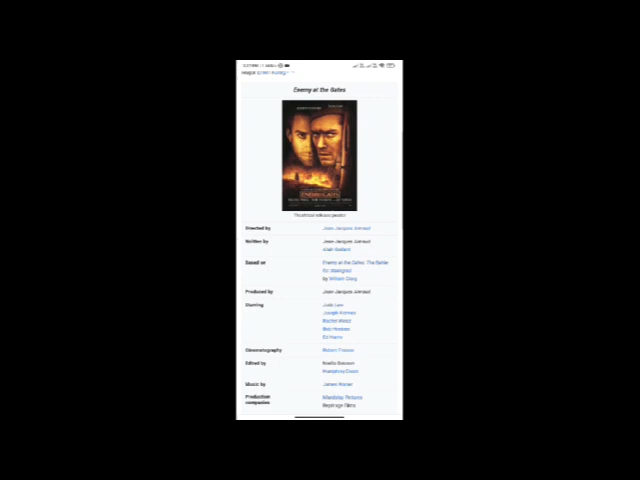 Enemy at the Gates
Theatrical release poster
Directed by
Jean-Jacques Annaud
Written by
Jean-Jacques Annaud
Alain Godard
Based on
Enemy at the Gates: The Battle
for Stalingrad
by William Craig
Produced by
Jean-Jacques Annaud
Starring
Jude Law
Joseph Fiennes
Rachel Weisz
Bob Hoskins
Ed Harris
Cinematography
Robert Fraisse
Edited by
Noëlle Boisson
Humphrey Dixon
Music by
James Horner
Production
companies
Mandalay Pictures
Repérage Films